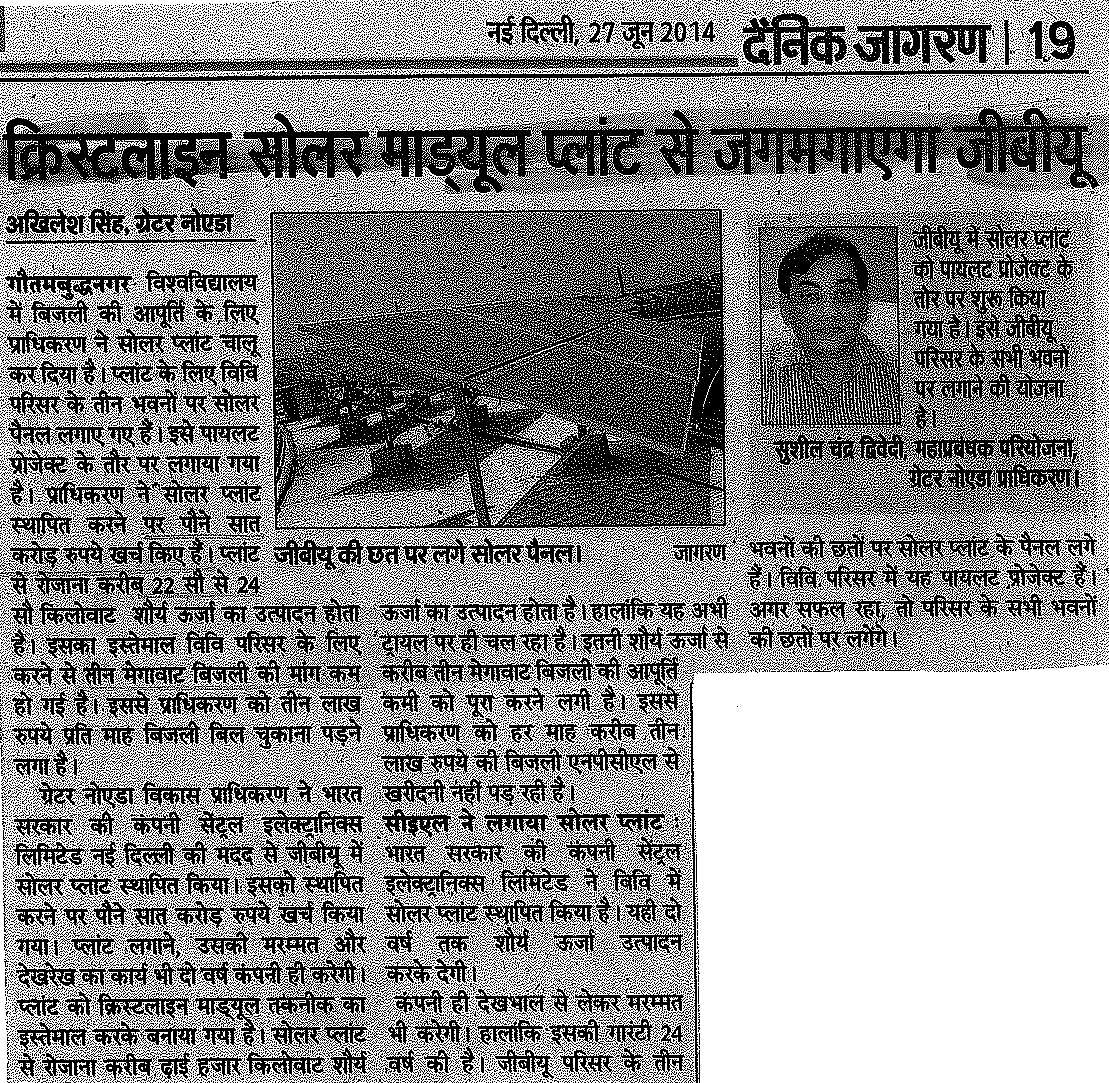 नई दिल्ली, 27 जून 2014 दैनिक जागरण | 19
क्रिस्टलाइन सोलर माड्यूल प्लांट से जगमगाएगा जीबीयू
अखिलेश सिंह, ग्रेटर नोएडा
गौतमबुद्धनगर विश्वविद्यालय
में बिजली की आपूर्ति के लिए
प्राधिकरण ने सोलर प्लांट चालू
कर दिया है। प्लांट के लिए विवि
परिसर के तीन भवनों पर सोलर
पैनल लगाए गए हैं। इसे पायलट
प्रोजेक्ट के तौर पर लगाया गया
है। प्राधिकरण ने सोलर प्लांट
स्थापित करने पर पौने सात
करोड़ रुपये खर्च किए हैं। प्लांट
से रोजाना करीब 22 सौ से 24
सौ किलोवाट शौर्य ऊर्जा का उत्पादन होता
है। इसका इस्तेमाल विवि परिसर के लिए
करने से तीन मेगावाट बिजली की मांग कम
हो गई है। इससे प्राधिकरण को तीन लाख
रुपये प्रति माह बिजली बिल चुकाना पड़ने
लगा है।
ग्रेटर नोएडा विकास प्राधिकरण ने भारत
सरकार की कंपनी सेंट्रल इलेक्ट्रानिक्स
लिमिटेड नई दिल्ली की मदद से जीबीयू में
सोलर प्लांट स्थापित किया। इसको स्थापित
करने पर पौने सात करोड़ रुपये खर्च किया
गया। प्लांट लगाने, उसकी मरम्मत और
देखरेख का कार्य भी दो वर्ष कंपनी ही करेगी।
प्लांट को क्रिस्टलाइन माड्यूल तकनीक का
इस्तेमाल करके बनाया गया है। सोलर प्लांट
से रोजाना करीब ढाई हजार किलोवाट शौर्य
जीबीयू की छत पर लगे सोलर पैनल। जागरण
ऊर्जा का उत्पादन होता है। हालांकि यह अभी
ट्रायल पर ही चल रहा है। इतनी शौर्य ऊर्जा से
करीब तीन मेगावाट बिजली की आपूर्ति
कमी को पूरा करने लगी है। इससे
प्राधिकरण को हर माह करीब तीन
लाख रुपये की बिजली एनपीसीएल से
खरीदनी नहीं पड़ रही है।
सीइएल ने लगाया सोलर प्लांट :
भारत सरकार की कंपनी सेंट्रल
इलेक्ट्रानिक्स लिमिटेड ने विवि में
सोलर प्लांट स्थापित किया है। यही दो
वर्ष तक शौर्य ऊर्जा उत्पादन
करके देगी।
कंपनी ही देखभाल से लेकर मरम्मत
भी करेगी। हालांकि इसकी गारंटी 24
वर्ष की है। जीबीयू परिसर के तीन
जीबीयू में सोलर प्लांट
को पायलट प्रोजेक्ट के
तौर पर शुरू किया
गया है। इसे जीबीयू
परिसर के सभी भवनों
पर लगाने की योजना
है।
सुशील चंद्र द्विवेदी, महाप्रबंधक परियोजना,
ग्रेटर नोएडा प्राधिकरण।
भवनों की छतों पर सोलर प्लांट के पैनल लगे
हैं। विवि परिसर में यह पायलट प्रोजेक्ट है।
अगर सफल रहा, तो परिसर के सभी भवनों
की छतों पर लगेंगे।